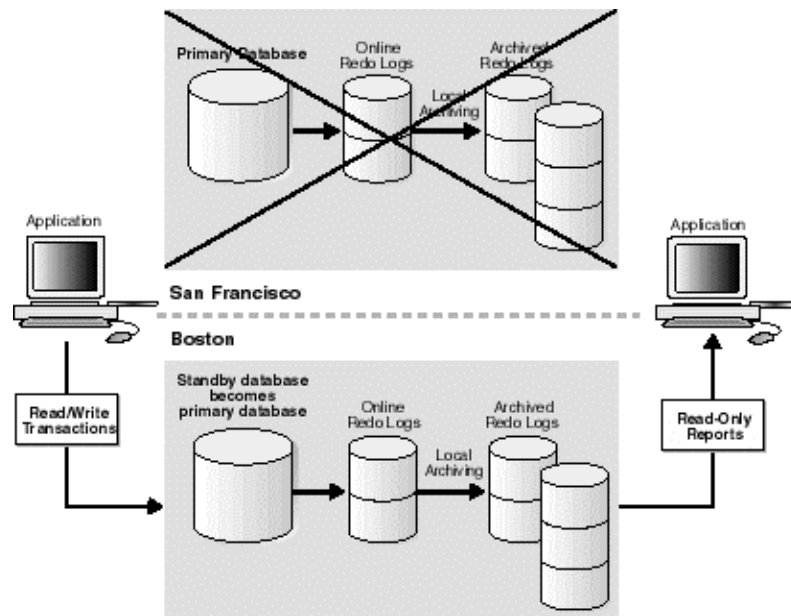 Primary Database
Online
Redo Logs
Archived
Redo Logs
Local
Archiving
Application
Application
San Francisco
Boston
Standby database
becomes
primary database
Online
Redo Logs
Archived
Redo Logs
Local
Archiving
Read/Write
Transactions
Read-Only
Reports